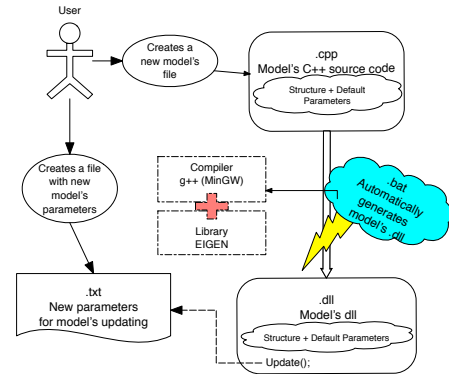 User
Creates a
new model's
file
.cpp
Model's C++ source code
Structure + Default
Parameters
Creates a file
with new
model's
parameters
Compiler
g++ (MinGW)
Library
EIGEN
.bat
Automatically
generates
model's .dll
.txt
New parameters
for model's updating
.dll
Model's dll
Structure + Default Parameters
Update();